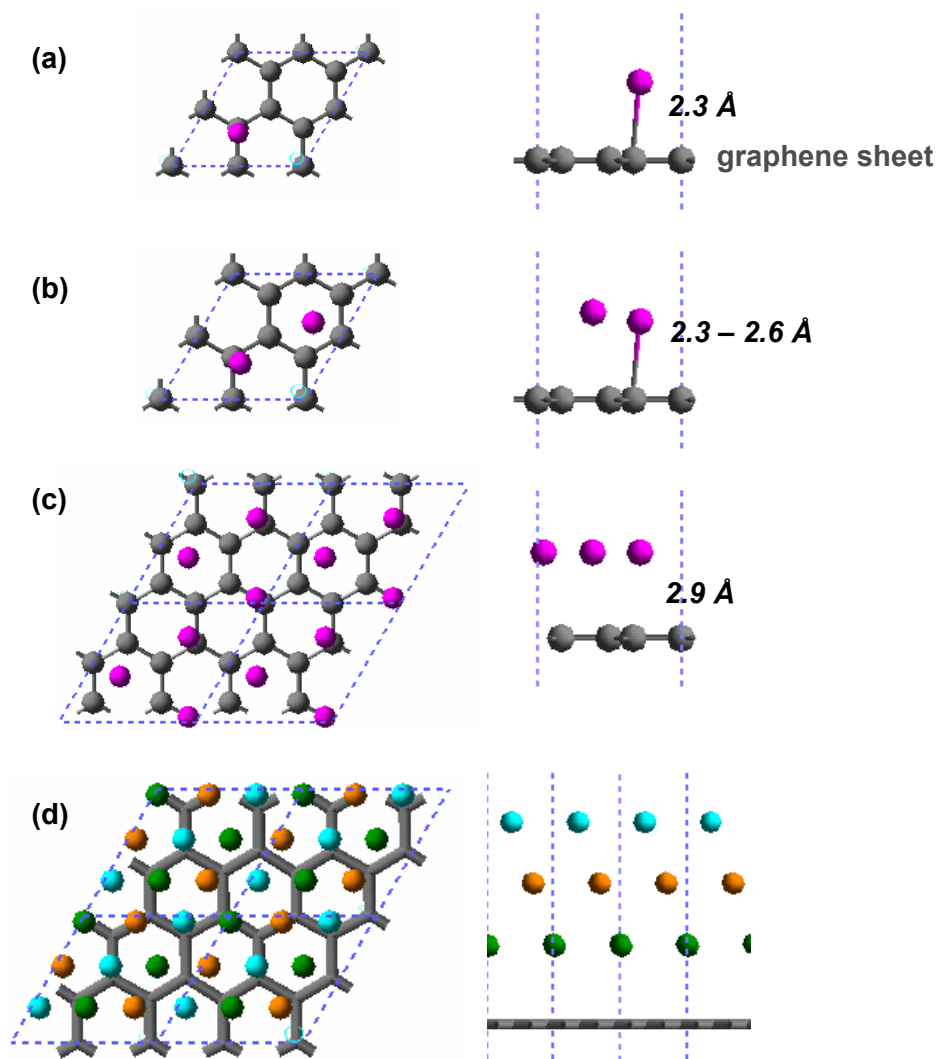 (a)
2.3 Å
graphene sheet
(b)
2.3 – 2.6 Å
(c)
2.9 Å
(d)